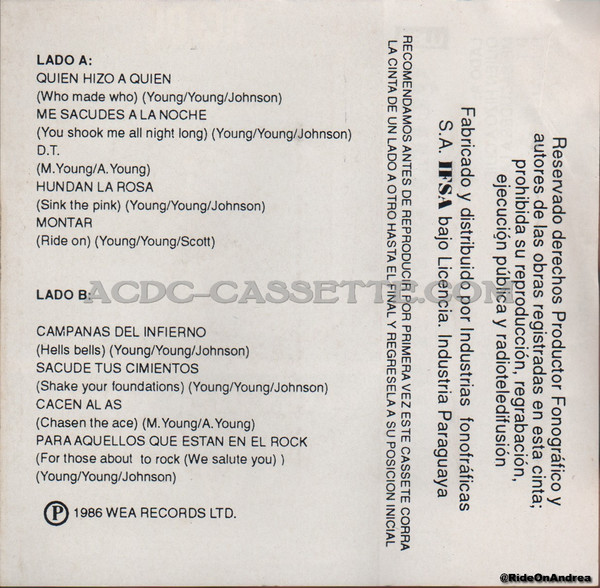 LADO A:
QUIEN HIZO A QUIEN
(Who made who) (Young/Young/Johnson)
ME SACUDES A LA NOCHE
(You shook me all night long) (Young/Young/Johnson)
D.T.
(M.Young/A.Young)
HUNDAN LA ROSA
(Sink the pink) (Young/Young/Johnson)
MONTAR
(Ride on) (Young/Young/Scott)
ACDC-CASSETTE.COM
LADO B:
CAMPANAS DEL INFIERNO
(Hells bells) (Young/Young/Johnson)
SACUDE TUS CIMIENTOS
(Shake your foundations) (Young/Young/Johnson)
CACEN AL AS
(Chasen the ace) (M.Young/A.Young)
PARA AQUELLOS QUE ESTAN EN EL ROCK
(For those about to rock (We salute you) )
(Young/Young/Johnson)
P 1986 WEA RECORDS LTD.
RECOMENDAMOS ANTES DE REPRODUCIR POR PRIMERA VEZ ESTE CASSETE CORRA
LA CINTA DE UN LADO A OTRO HASTA EL FINAL Y REGRESELA A SU POSICION INICIAL
Fabricado y distribuido por Industrias fonofráficas
S.A. IFSA bajo Licencia. Industria Paraguaya
Reservado derechos Productor Fonográfico y
autores de las obras registradas en esta cinta;
prohibida su reproducción, regrabación,
ejecución pública y radioteledifusión
@RideOnAndrea